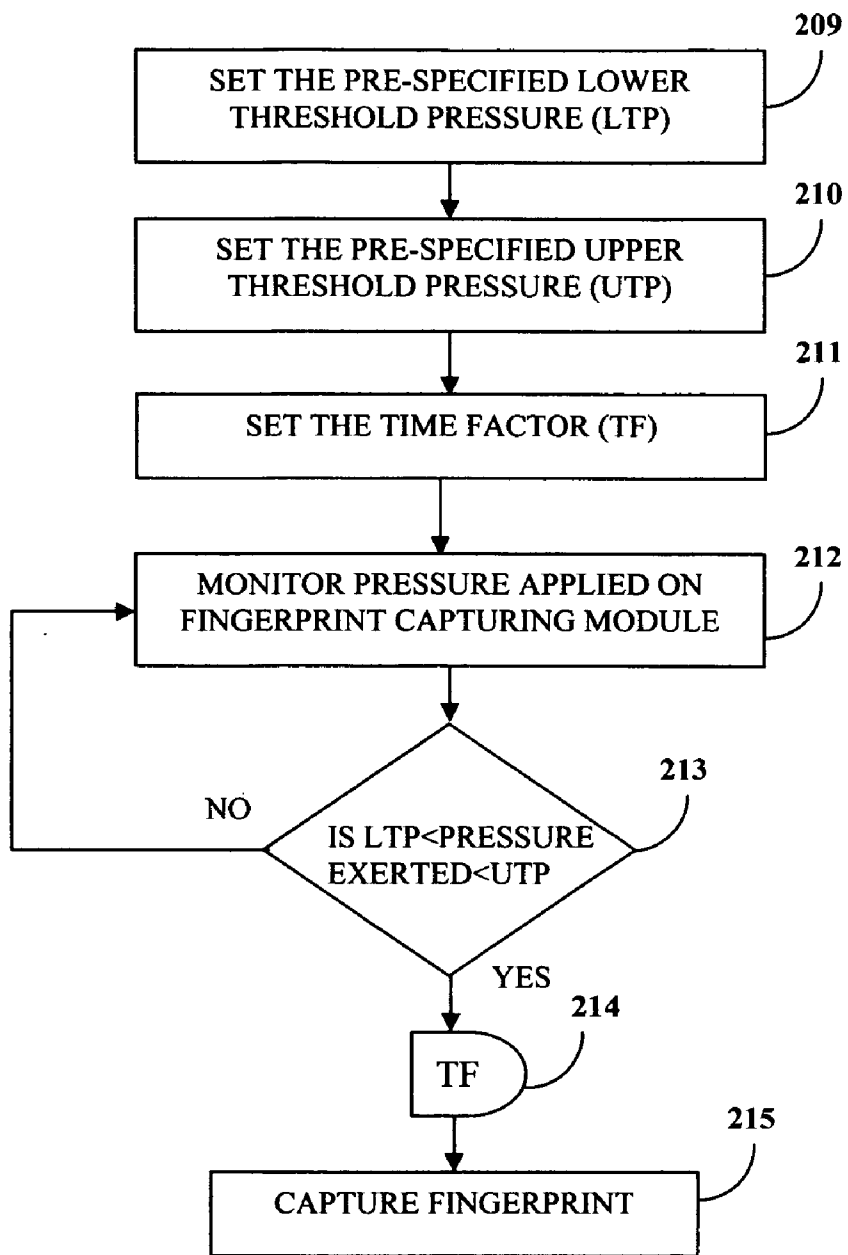 209
SET THE PRE-SPECIFIED LOWER
THRESHOLD PRESSURE (LTP)
210
SET THE PRE-SPECIFIED UPPER
THRESHOLD PRESSURE (UTP)
211
SET THE TIME FACTOR (TF)
212
MONITOR PRESSURE APPLIED ON
FINGERPRINT CAPTURING MODULE
213
NO
IS LTP<PRESSURE
EXERTED<UTP
YES
214
TF
215
CAPTURE FINGERPRINT